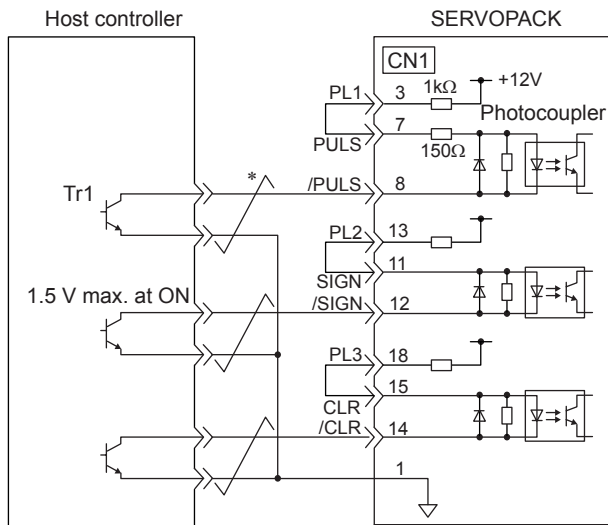 Host controller
SERVOPACK
CN1
PL1
3
1kΩ
+12V
Photocoupler
7
PULS
150Ω
*
Tr1
/PULS
8
PL2
13
SIGN
11
1.5 V max. at ON
/SIGN
12
PL3
18
15
CLR
/CLR
14
1